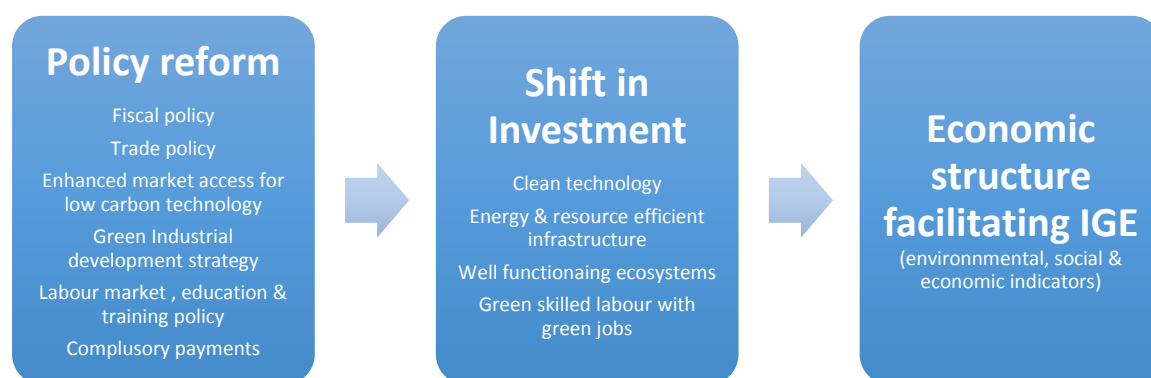 Policy reform
Fiscal policy
Trade policy
Enhanced market access for
low carbon technology
Green Industrial
development strategy
Labour market , education &
training policy
Complusory payments
Shift in
Investment
Clean technology
Energy & resource efficient
infrastructure
Well functionaing ecosystems
Green skilled labour with
green jobs
Economic
structure
facilitating IGE
(environnmental, social &
economic indicators)